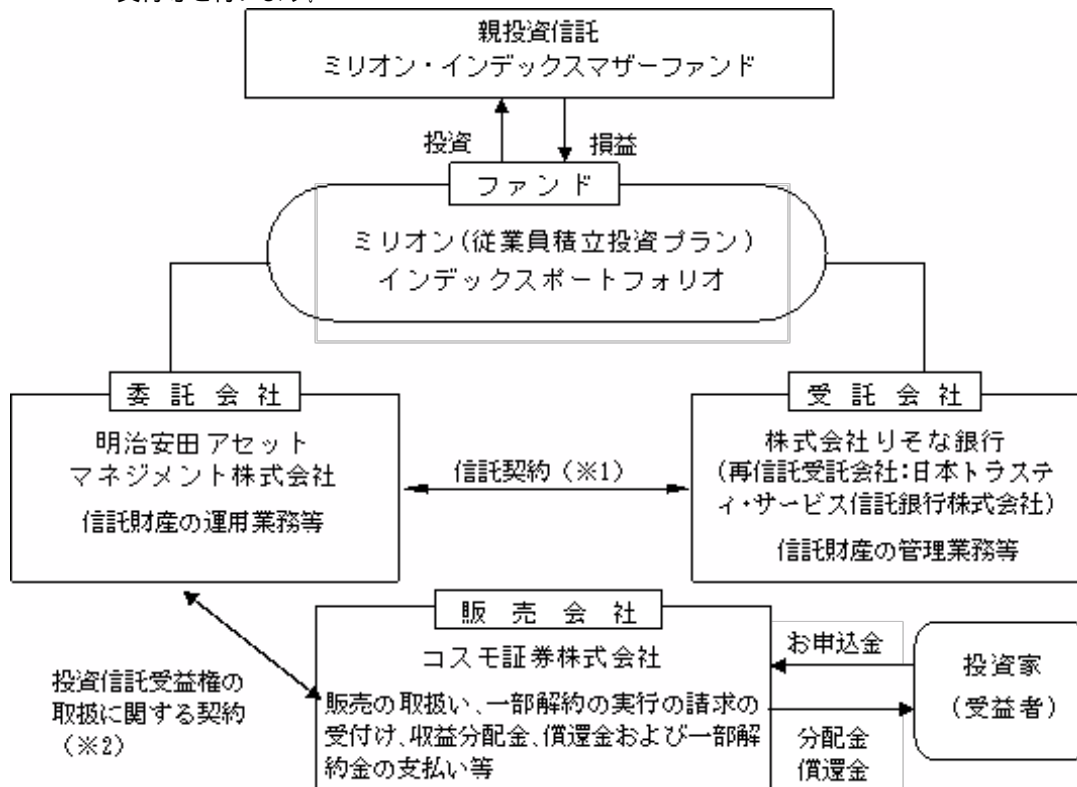 親投資信託
ミリオン・インデックスマザーファンド
投資
損益
ファンド
ミリオン(従業員積立投資プラン)
インデックスポートフォリオ
委託会社
明治安田アセット
マネジメント株式会社
信託財産の運用業務等
信託契約(※1)
受託会社
株式会社りそな銀行
(再信託受託会社:日本トラステ
ィ・サービス信託銀行株式会社)
信託財産の管理業務等
投資信託受益権の
取扱に関する契約
(※2)
販売会社
コスモ証券株式会社
販売の取扱い、一部解約の実行の請求の
受付け、収益分配金、償還金および一部解
約金の支払い等
お申込金
分配金
償還金
投資家
(受益者)